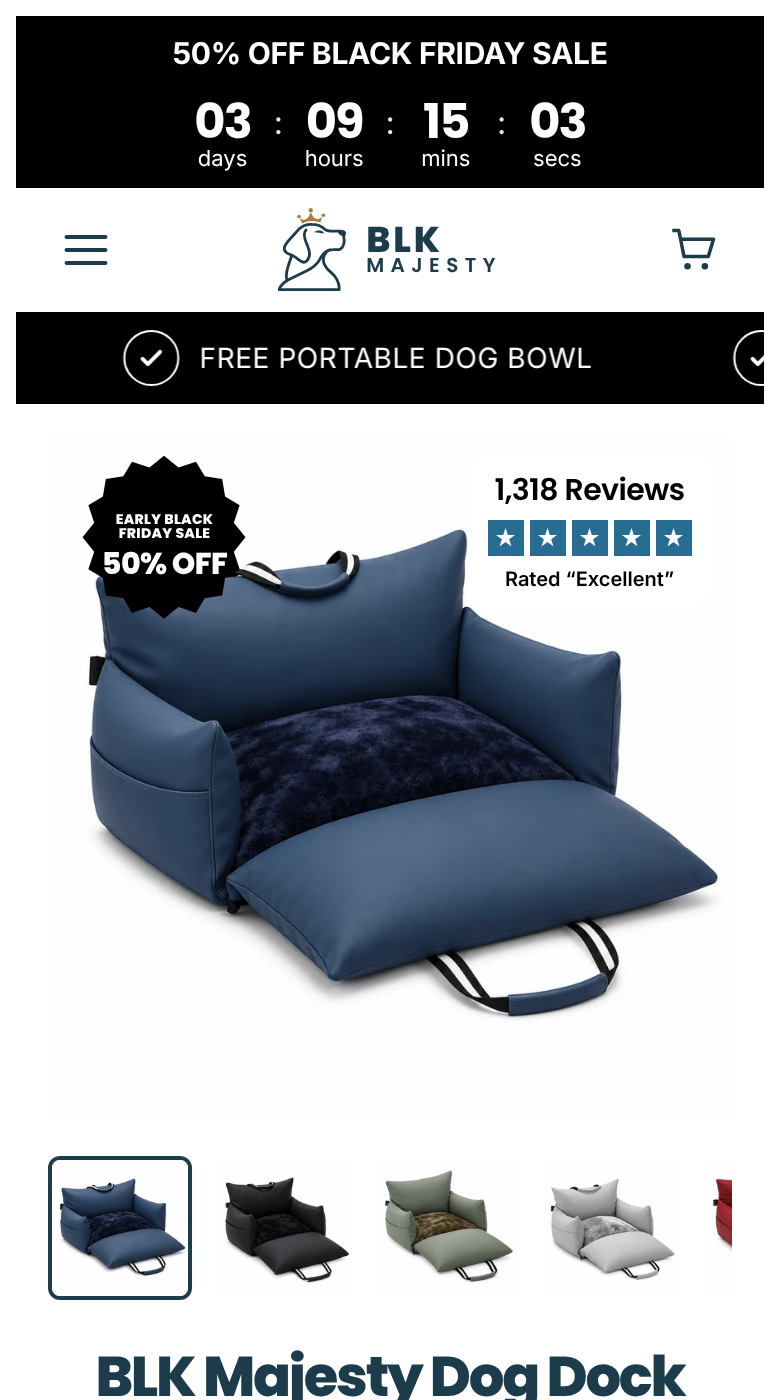 50% OFF BLACK FRIDAY SALE
03 : 09 : 15 : 03
days hours mins secs
BLK
MAJESTY
FREE PORTABLE DOG BOWL
EARLY BLACK
FRIDAY SALE
50% OFF
1,318 Reviews
Rated “Excellent”
BLK Majesty Dog Dock